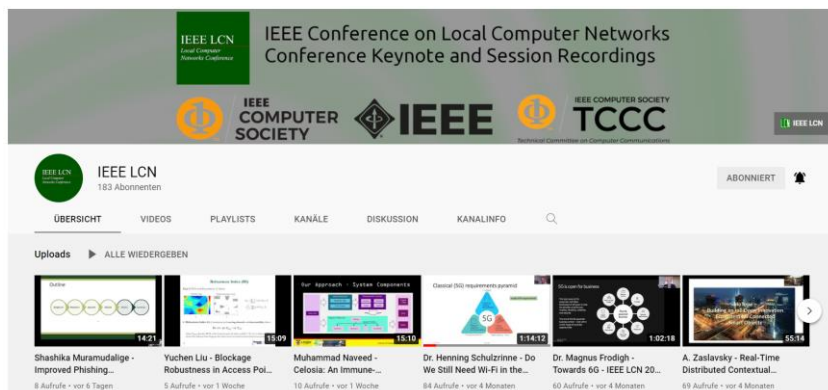 IEEE LCN
Local Computer
Networks Conference
IEEE Conference on Local Computer Networks
Conference Keynote and Session Recordings
IEEE
COMPUTER
SOCIETY
IEEE
IEEE COMPUTER SOCIETY
TCCC
Technical Committee on Computer Communications
IEEE LCN
IEEE LCN
IEEE LCN
183 Abonnenten
ABONNIERT
ÜBERSICHT VIDEOS PLAYLISTS KANÄLE DISKUSSION KANALINFO
Uploads ALLE WIEDERGEBEN
Outline
14:21
15:09
Our Approach - System Components
15:10
Classical (5G) requirements pyramid
5G
1:14:12
5G is open for business
1:02:18
55:14
Shashika Muramudalige -
Improved Phishing...
8 Aufrufe • vor 6 Tagen
Yuchen Liu - Blockage
Robustness in Access Poi...
5 Aufrufe • vor 1 Woche
Muhammad Naveed -
Celosia: An Immune-...
10 Aufrufe • vor 1 Woche
Dr. Henning Schulzrinne - Do
We Still Need Wi-Fi in the...
84 Aufrufe • vor 4 Monaten
Dr. Magnus Frodigh -
Towards 6G - IEEE LCN 20...
60 Aufrufe • vor 4 Monaten
A. Zaslavsky - Real-Time
Distributed Contextual...
69 Aufrufe • vor 4 Monaten